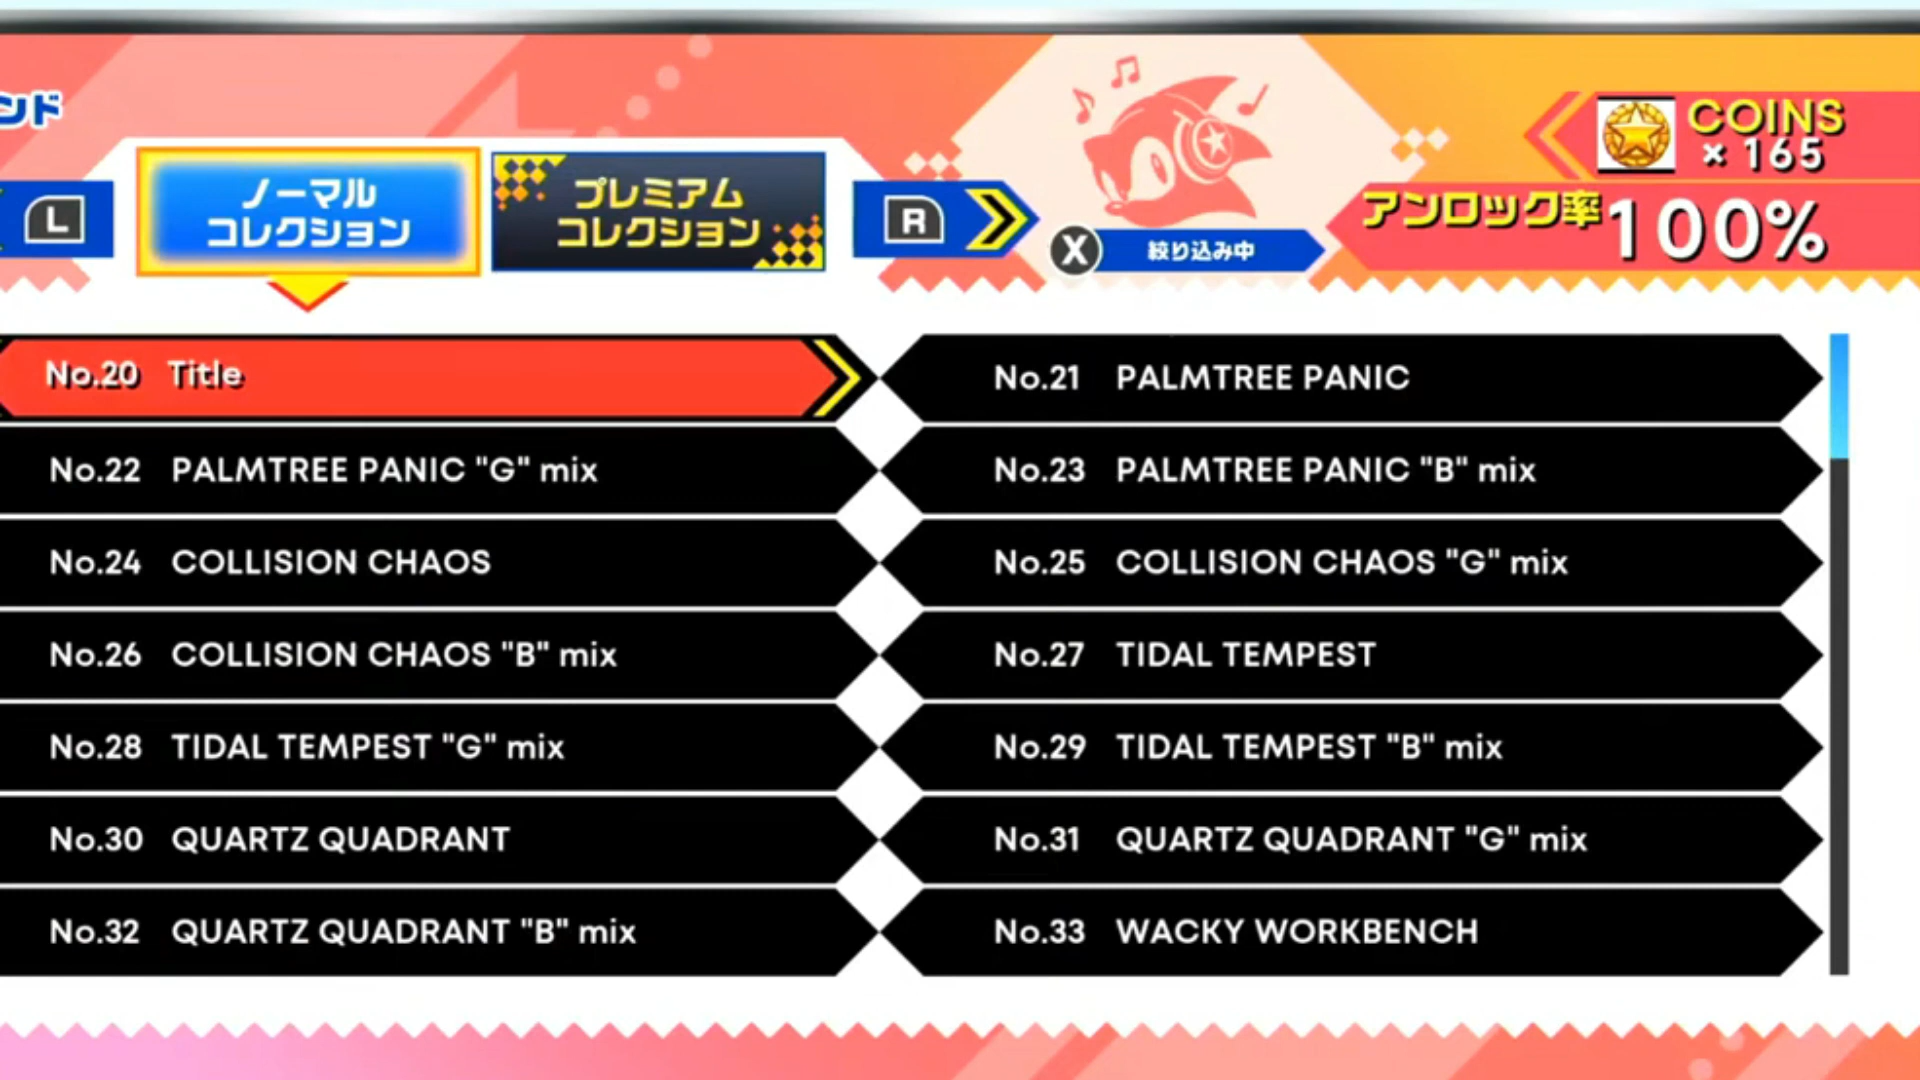 ンド
L
ノーマル
コレクション
プレミアム
コレクション
R
X
絞り込み中
COINS
× 165
アンロック率100%
No.20 Title
No.21 PALMTREE PANIC
No.22 PALMTREE PANIC "G" mix
No.23 PALMTREE PANIC "B" mix
No.24 COLLISION CHAOS
No.25 COLLISION CHAOS "G" mix
No.26 COLLISION CHAOS "B" mix
No.27 TIDAL TEMPEST
No.28 TIDAL TEMPEST "G" mix
No.29 TIDAL TEMPEST "B" mix
No.30 QUARTZ QUADRANT
No.31 QUARTZ QUADRANT "G" mix
No.32 QUARTZ QUADRANT "B" mix
No.33 WACKY WORKBENCH